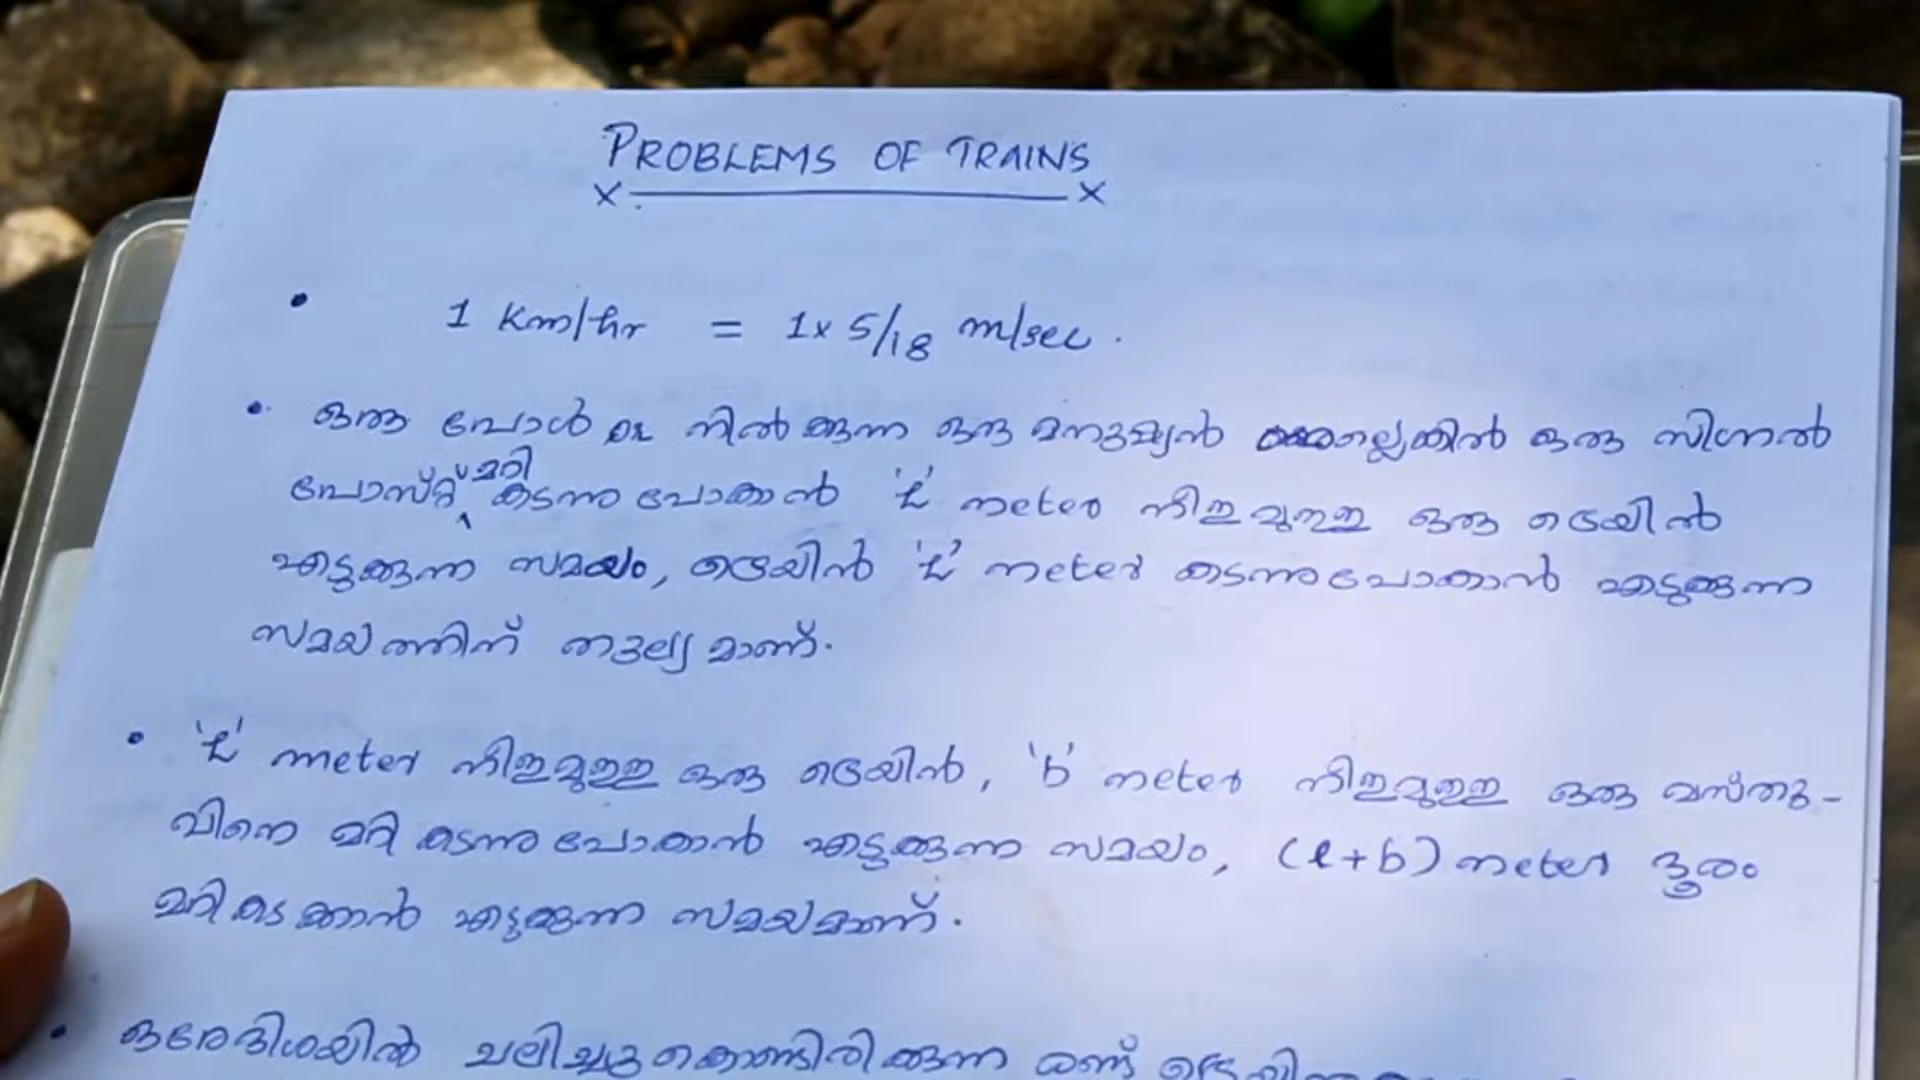 PROBLEMS OF TRAINS
1 Km/hr = 1 x 5/18 m/sec.
ഒരു പോൾ or നിൽക്കുന്ന ഒരു മനുഷ്യൻ അല്ലെങ്കിൽ ഒരു സിഗ്നൽ
പോസ്റ്റ് മറി കടന്നു പോകാൻ 'l' meter നീളമുള്ള ഒരു ട്രെയിൻ
എടുക്കുന്ന സമയം, ട്രെയിൻ 'l' meter കടന്നുപോകാൻ എടുക്കുന്ന
സമയത്തിന് തുല്യമാണ്.
'l' meter നീളമുള്ള ഒരു ട്രെയിൻ, 'b' meter നീളമുള്ള ഒരു വസ്തു-
വിനെ മറി കടന്നു പോകാൻ എടുക്കുന്ന സമയം, (l+b) meter ദൂരം
മറികടക്കാൻ എടുക്കുന്ന സമയമാണ്.
ഒരേദിശയിൽ ചലിച്ചുകൊണ്ടിരിക്കുന്ന രണ്ട്